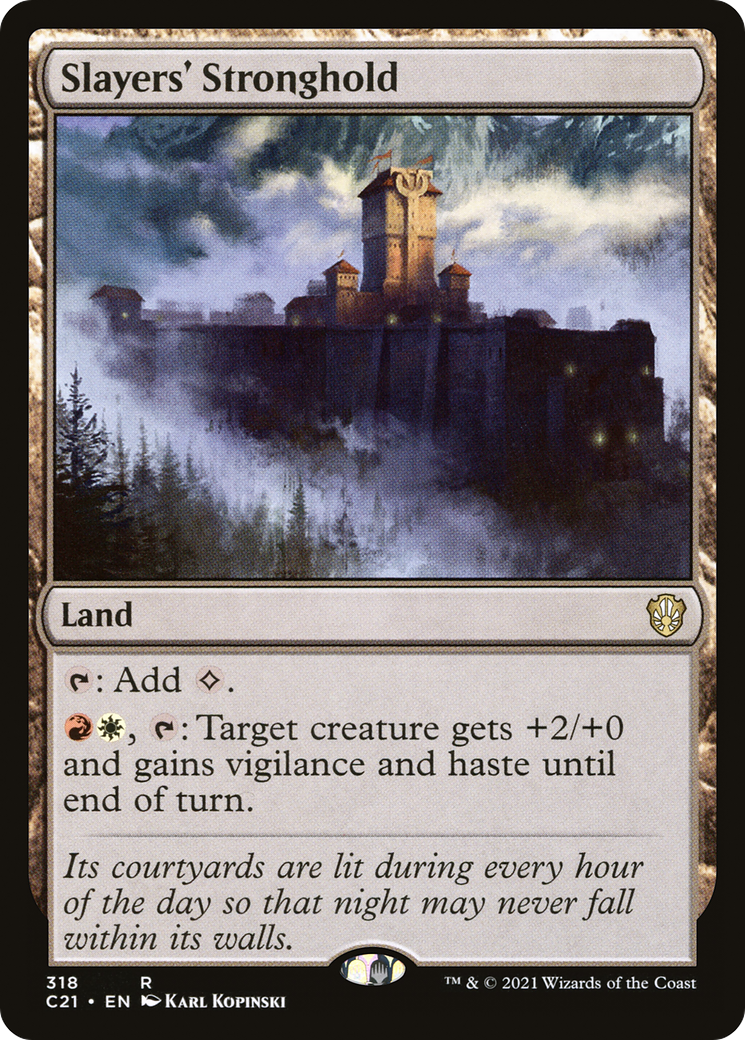 Slayers' Stronghold
Land
: Add .
, : Target creature gets +2/+0
and gains vigilance and haste until
end of turn.
Its courtyards are lit during every hour
of the day so that night may never fall
within its walls.
318 R
C21 • EN Karl Kopinski
™ & © 2021 Wizards of the Coast